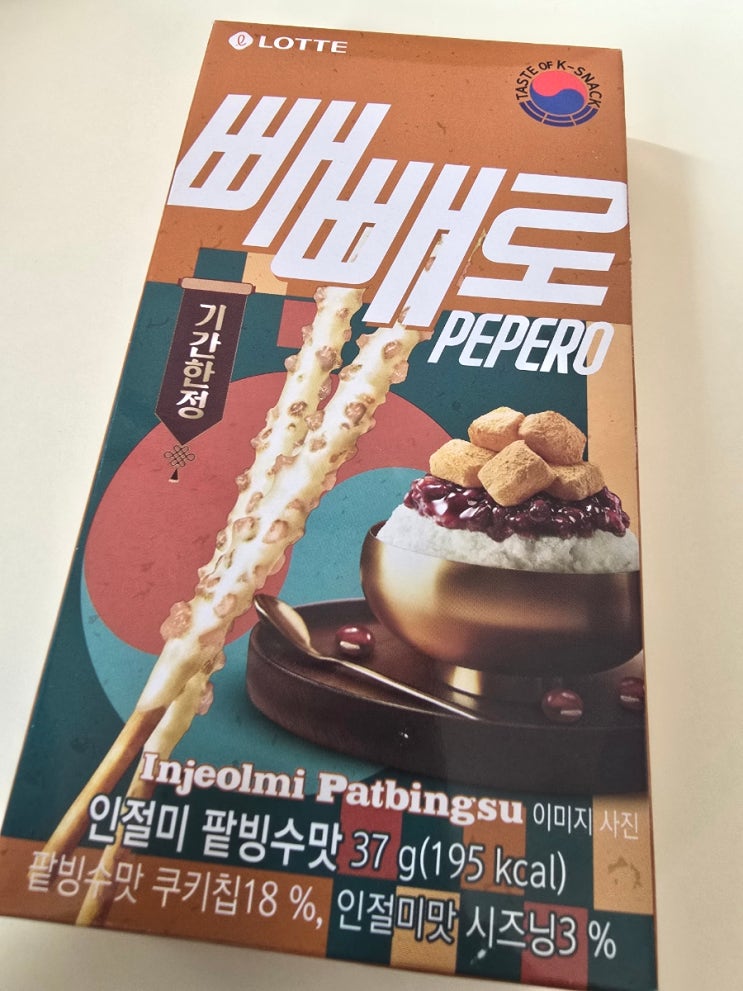 LOTTE
TASTE OF K-SNACK
빼빼로
PEPERO
기간한정
Injeolmi Patbingsu 이미지 사진
인절미 팥빙수맛 37 g(195 kcal)
팥빙수맛 쿠키칩18 %, 인절미맛 시즈닝3 %